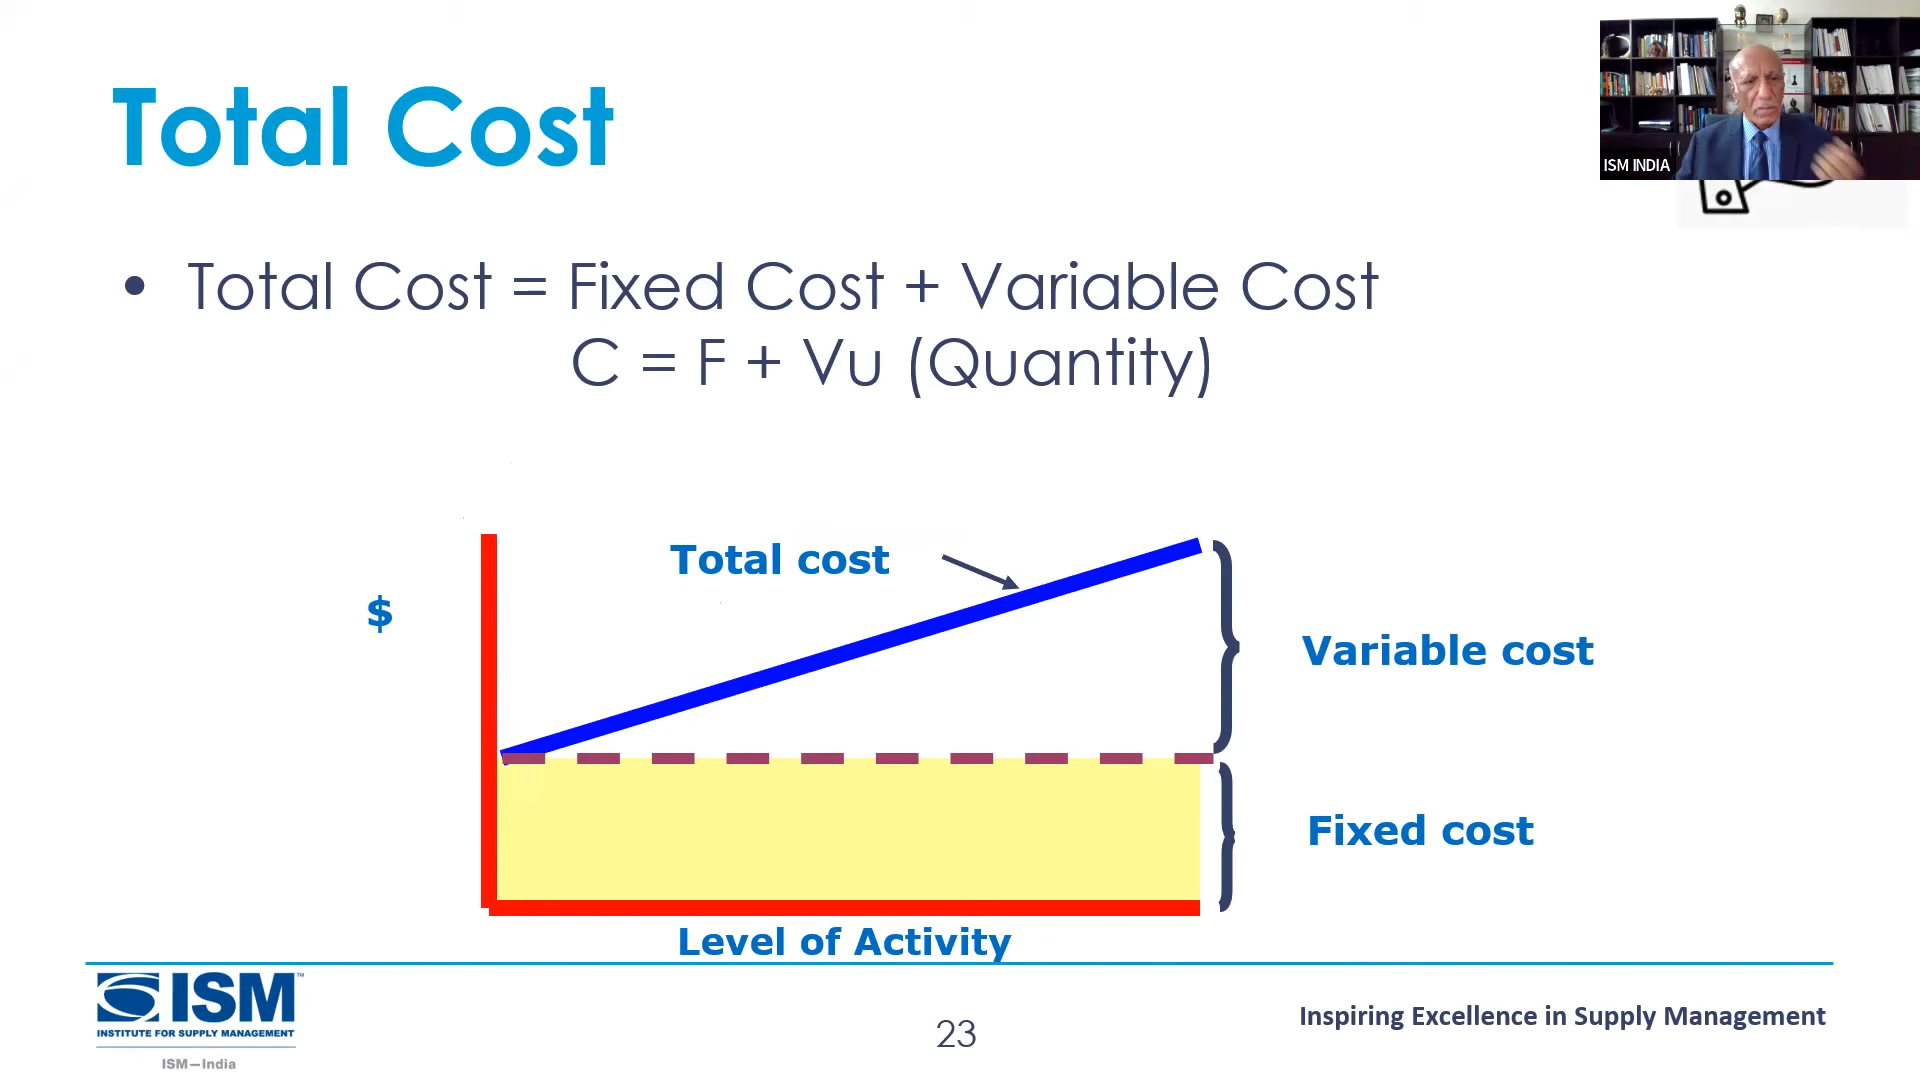 Total Cost
ISM INDIA
• Total Cost = Fixed Cost + Variable Cost
C = F + Vu (Quantity)
Total cost
$
Variable cost
Fixed cost
Level of Activity
ISM™
INSTITUTE FOR SUPPLY MANAGEMENT
ISM—India
23
Inspiring Excellence in Supply Management